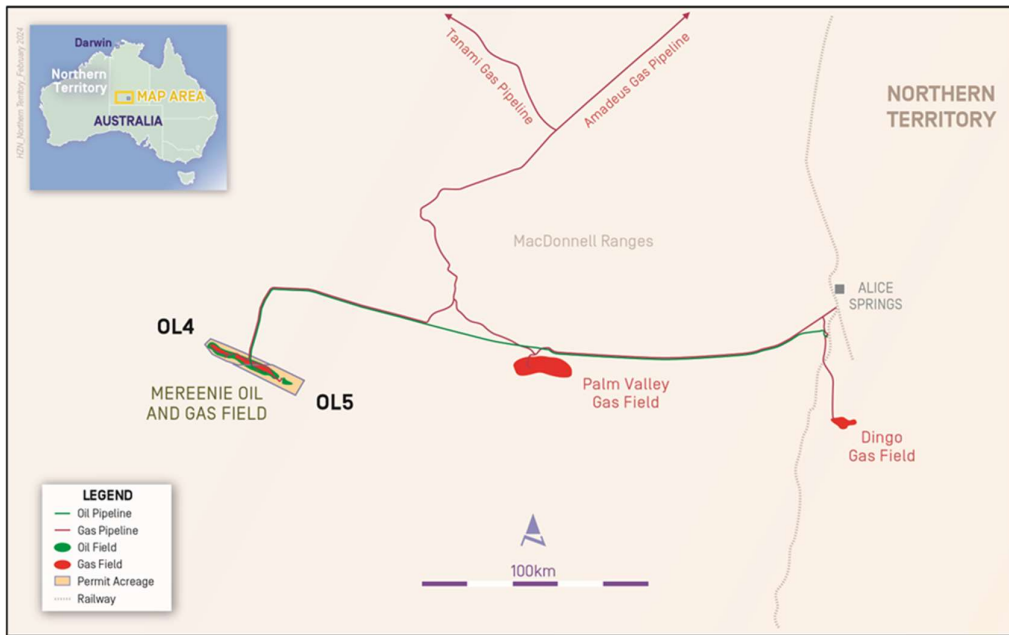 HZN_Northern Territory_February 2024
Darwin
Northern
Territory
MAP AREA
AUSTRALIA
Tanami Gas Pipeline
Amadeus Gas Pipeline
NORTHERN
TERRITORY
MacDonnell Ranges
ALICE
SPRINGS
OL4
MEREENIE OIL
AND GAS FIELD
OL5
Palm Valley
Gas Field
Dingo
Gas Field
LEGEND
Oil Pipeline
Gas Pipeline
Oil Field
Gas Field
Permit Acreage
Railway
N
100km